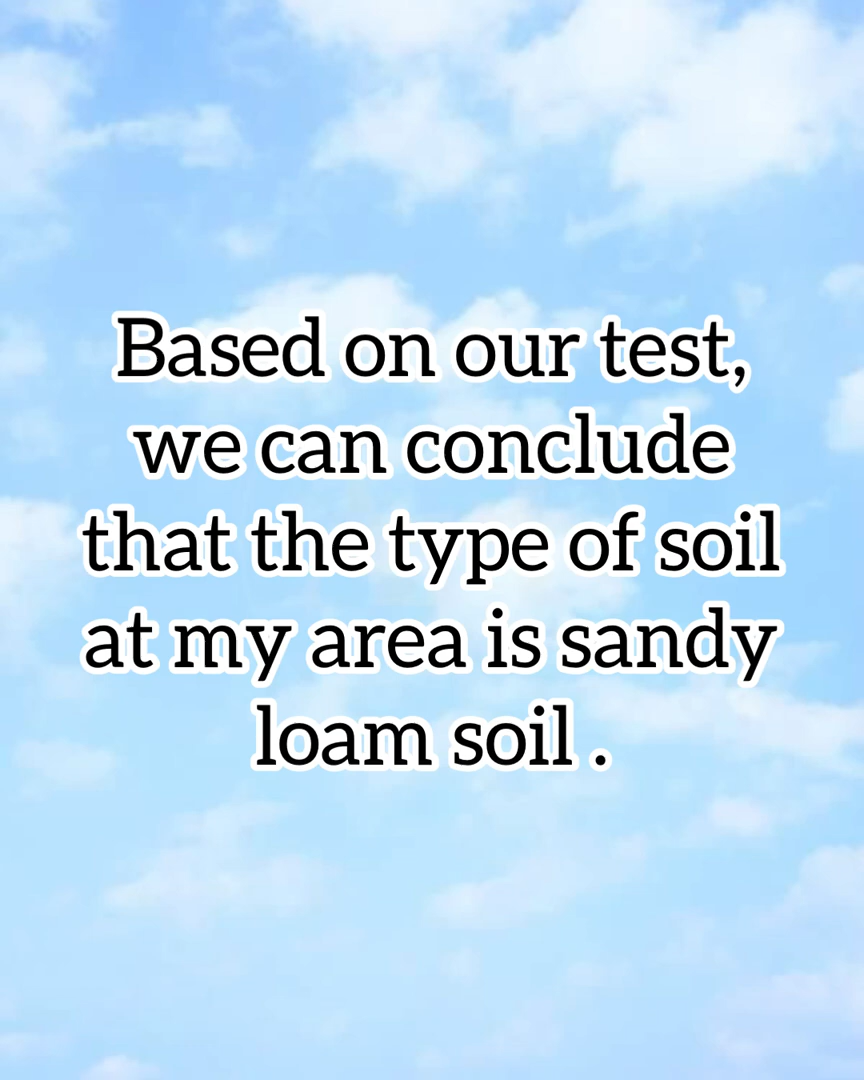 Based on our test,
we can conclude
that the type of soil
at my area is sandy
loam soil .